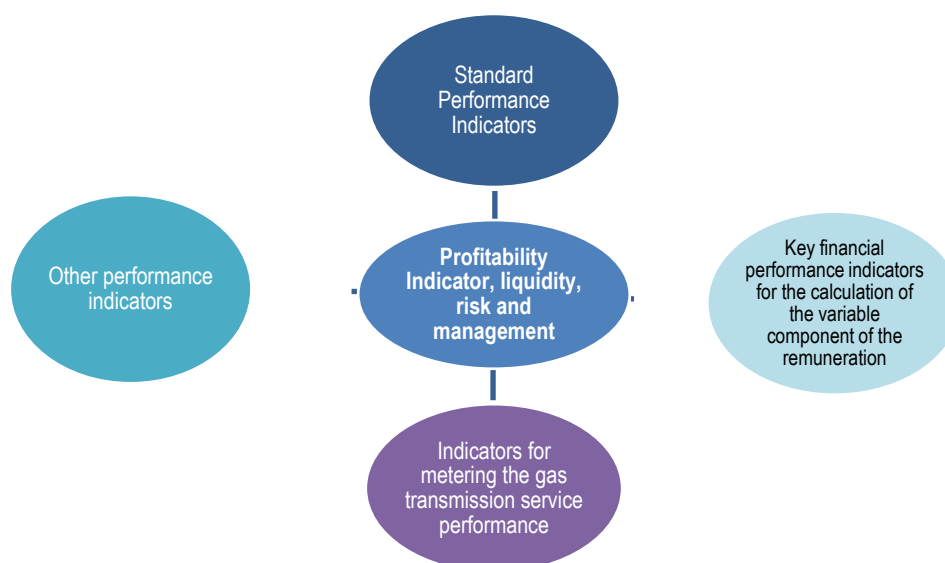 Standard
Performance
Indicators
Other performance
indicators
Profitability
Indicator, liquidity,
risk and
management
Key financial
performance indicators
for the calculation of
the variable
component of the
remuneration
Indicators for
metering the gas
transmission service
performance